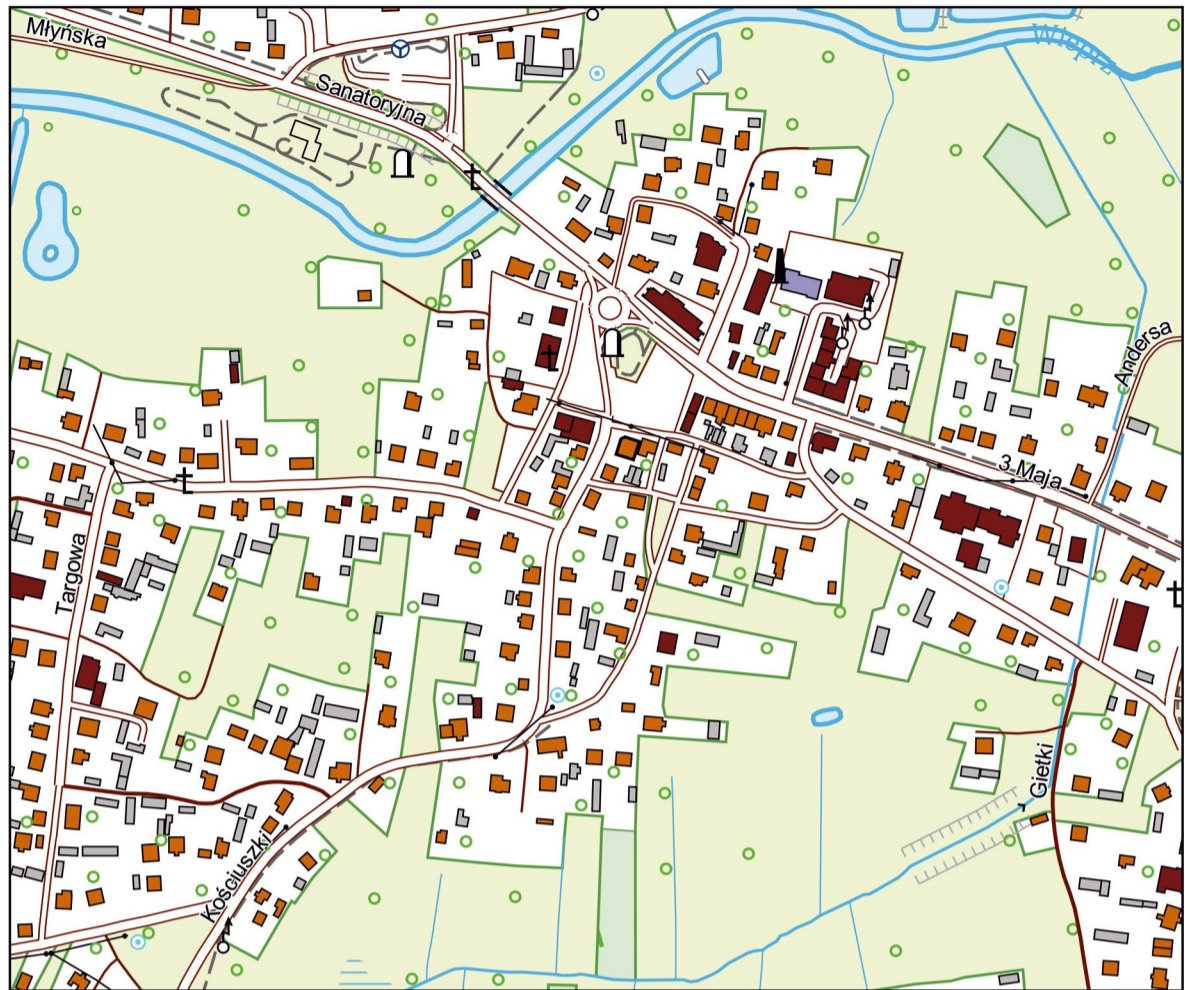 Młyńska
Sanatoryjna
Wieprz
Andersa
3 Maja
Targowa
Gietki
Kościuszki